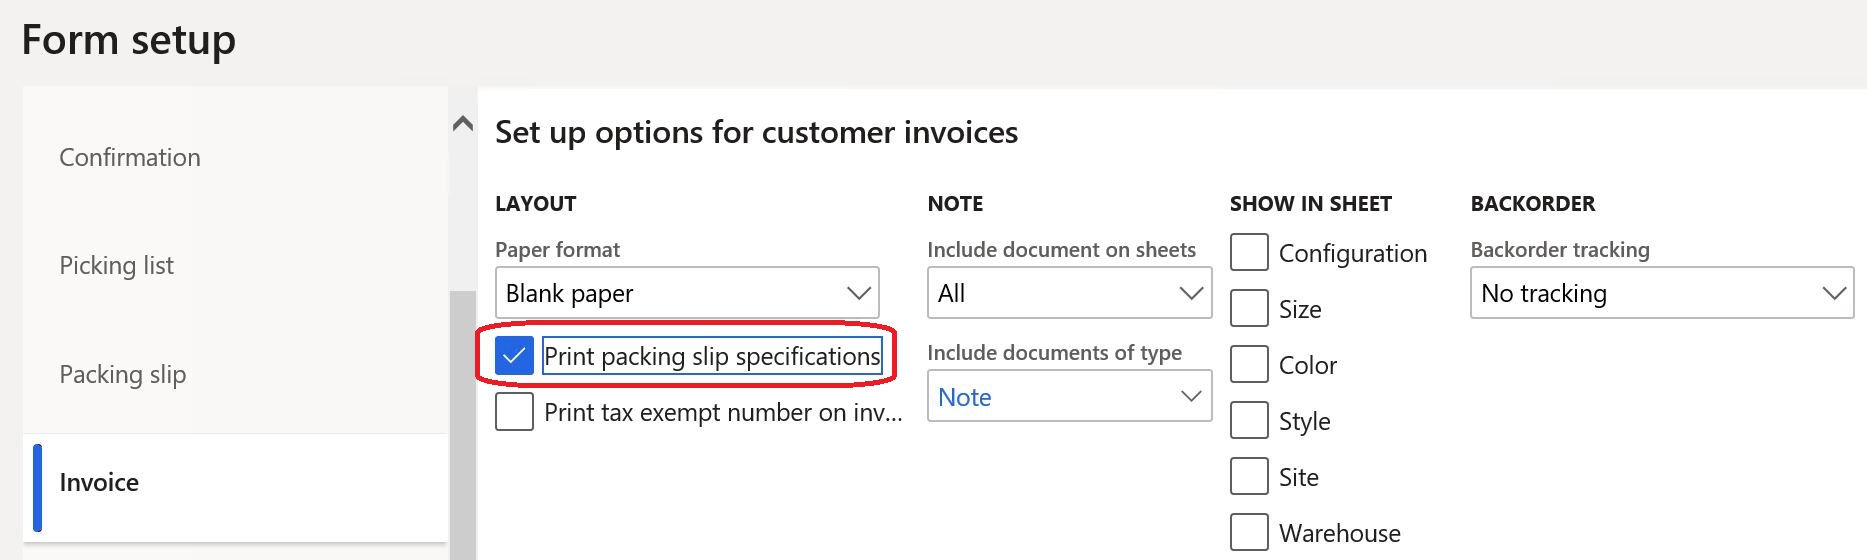 Form setup
Confirmation
Picking list
Packing slip
Invoice
Set up options for customer invoices
LAYOUT
Paper format
Blank paper
Print packing slip specifications
Print tax exempt number on inv...
NOTE
Include document on sheets
All
Include documents of type
Note
SHOW IN SHEET
Configuration
Size
Color
Style
Site
Warehouse
BACKORDER
Backorder tracking
No tracking